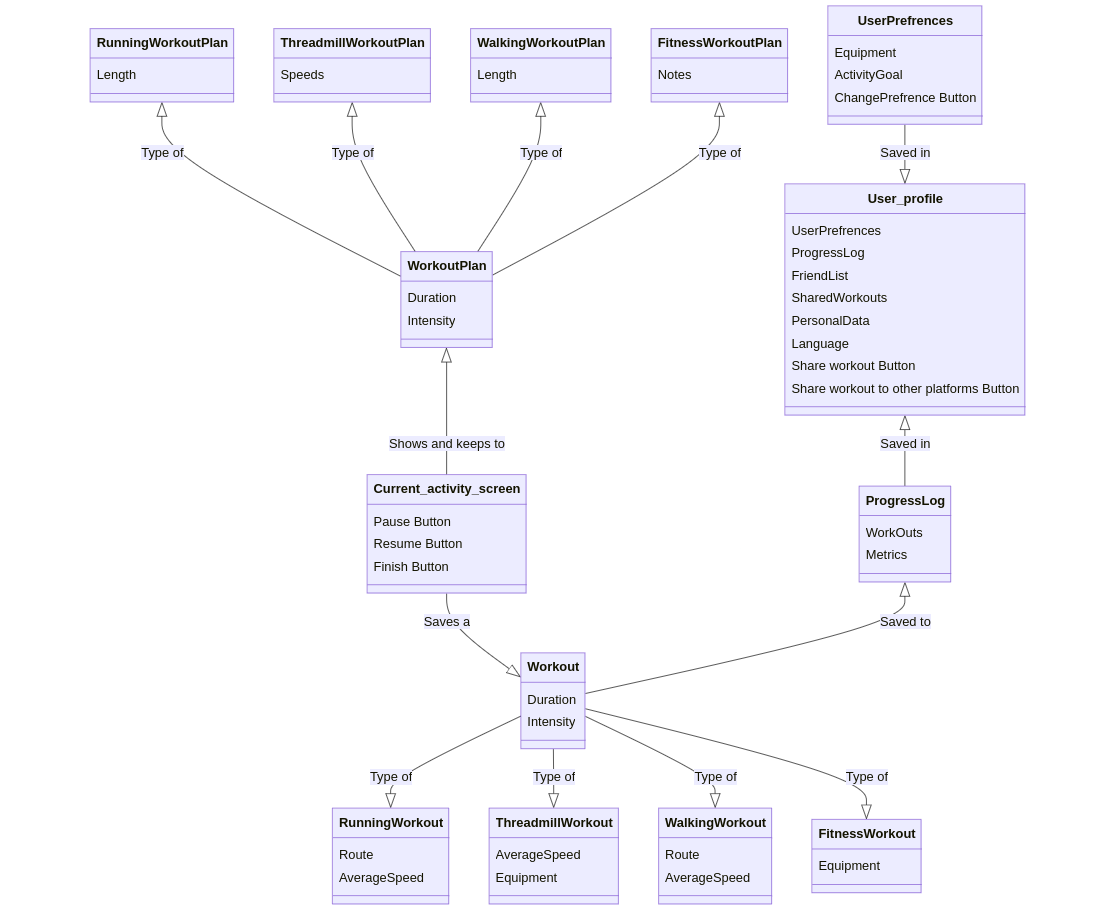 RunningWorkoutPlan
Length
ThreadmillWorkoutPlan
Speeds
WalkingWorkoutPlan
Length
FitnessWorkoutPlan
Notes
UserPrefrences
Equipment
ActivityGoal
ChangePrefrence Button
Type of
Type of
Type of
Type of
Saved in
User_profile
UserPrefrences
ProgressLog
FriendList
SharedWorkouts
PersonalData
Language
Share workout Button
Share workout to other platforms Button
WorkoutPlan
Duration
Intensity
Shows and keeps to
Saved in
Current_activity_screen
Pause Button
Resume Button
Finish Button
ProgressLog
WorkOuts
Metrics
Saves a
Saved to
Workout
Duration
Intensity
Type of
Type of
Type of
Type of
RunningWorkout
Route
AverageSpeed
ThreadmillWorkout
AverageSpeed
Equipment
WalkingWorkout
Route
AverageSpeed
FitnessWorkout
Equipment